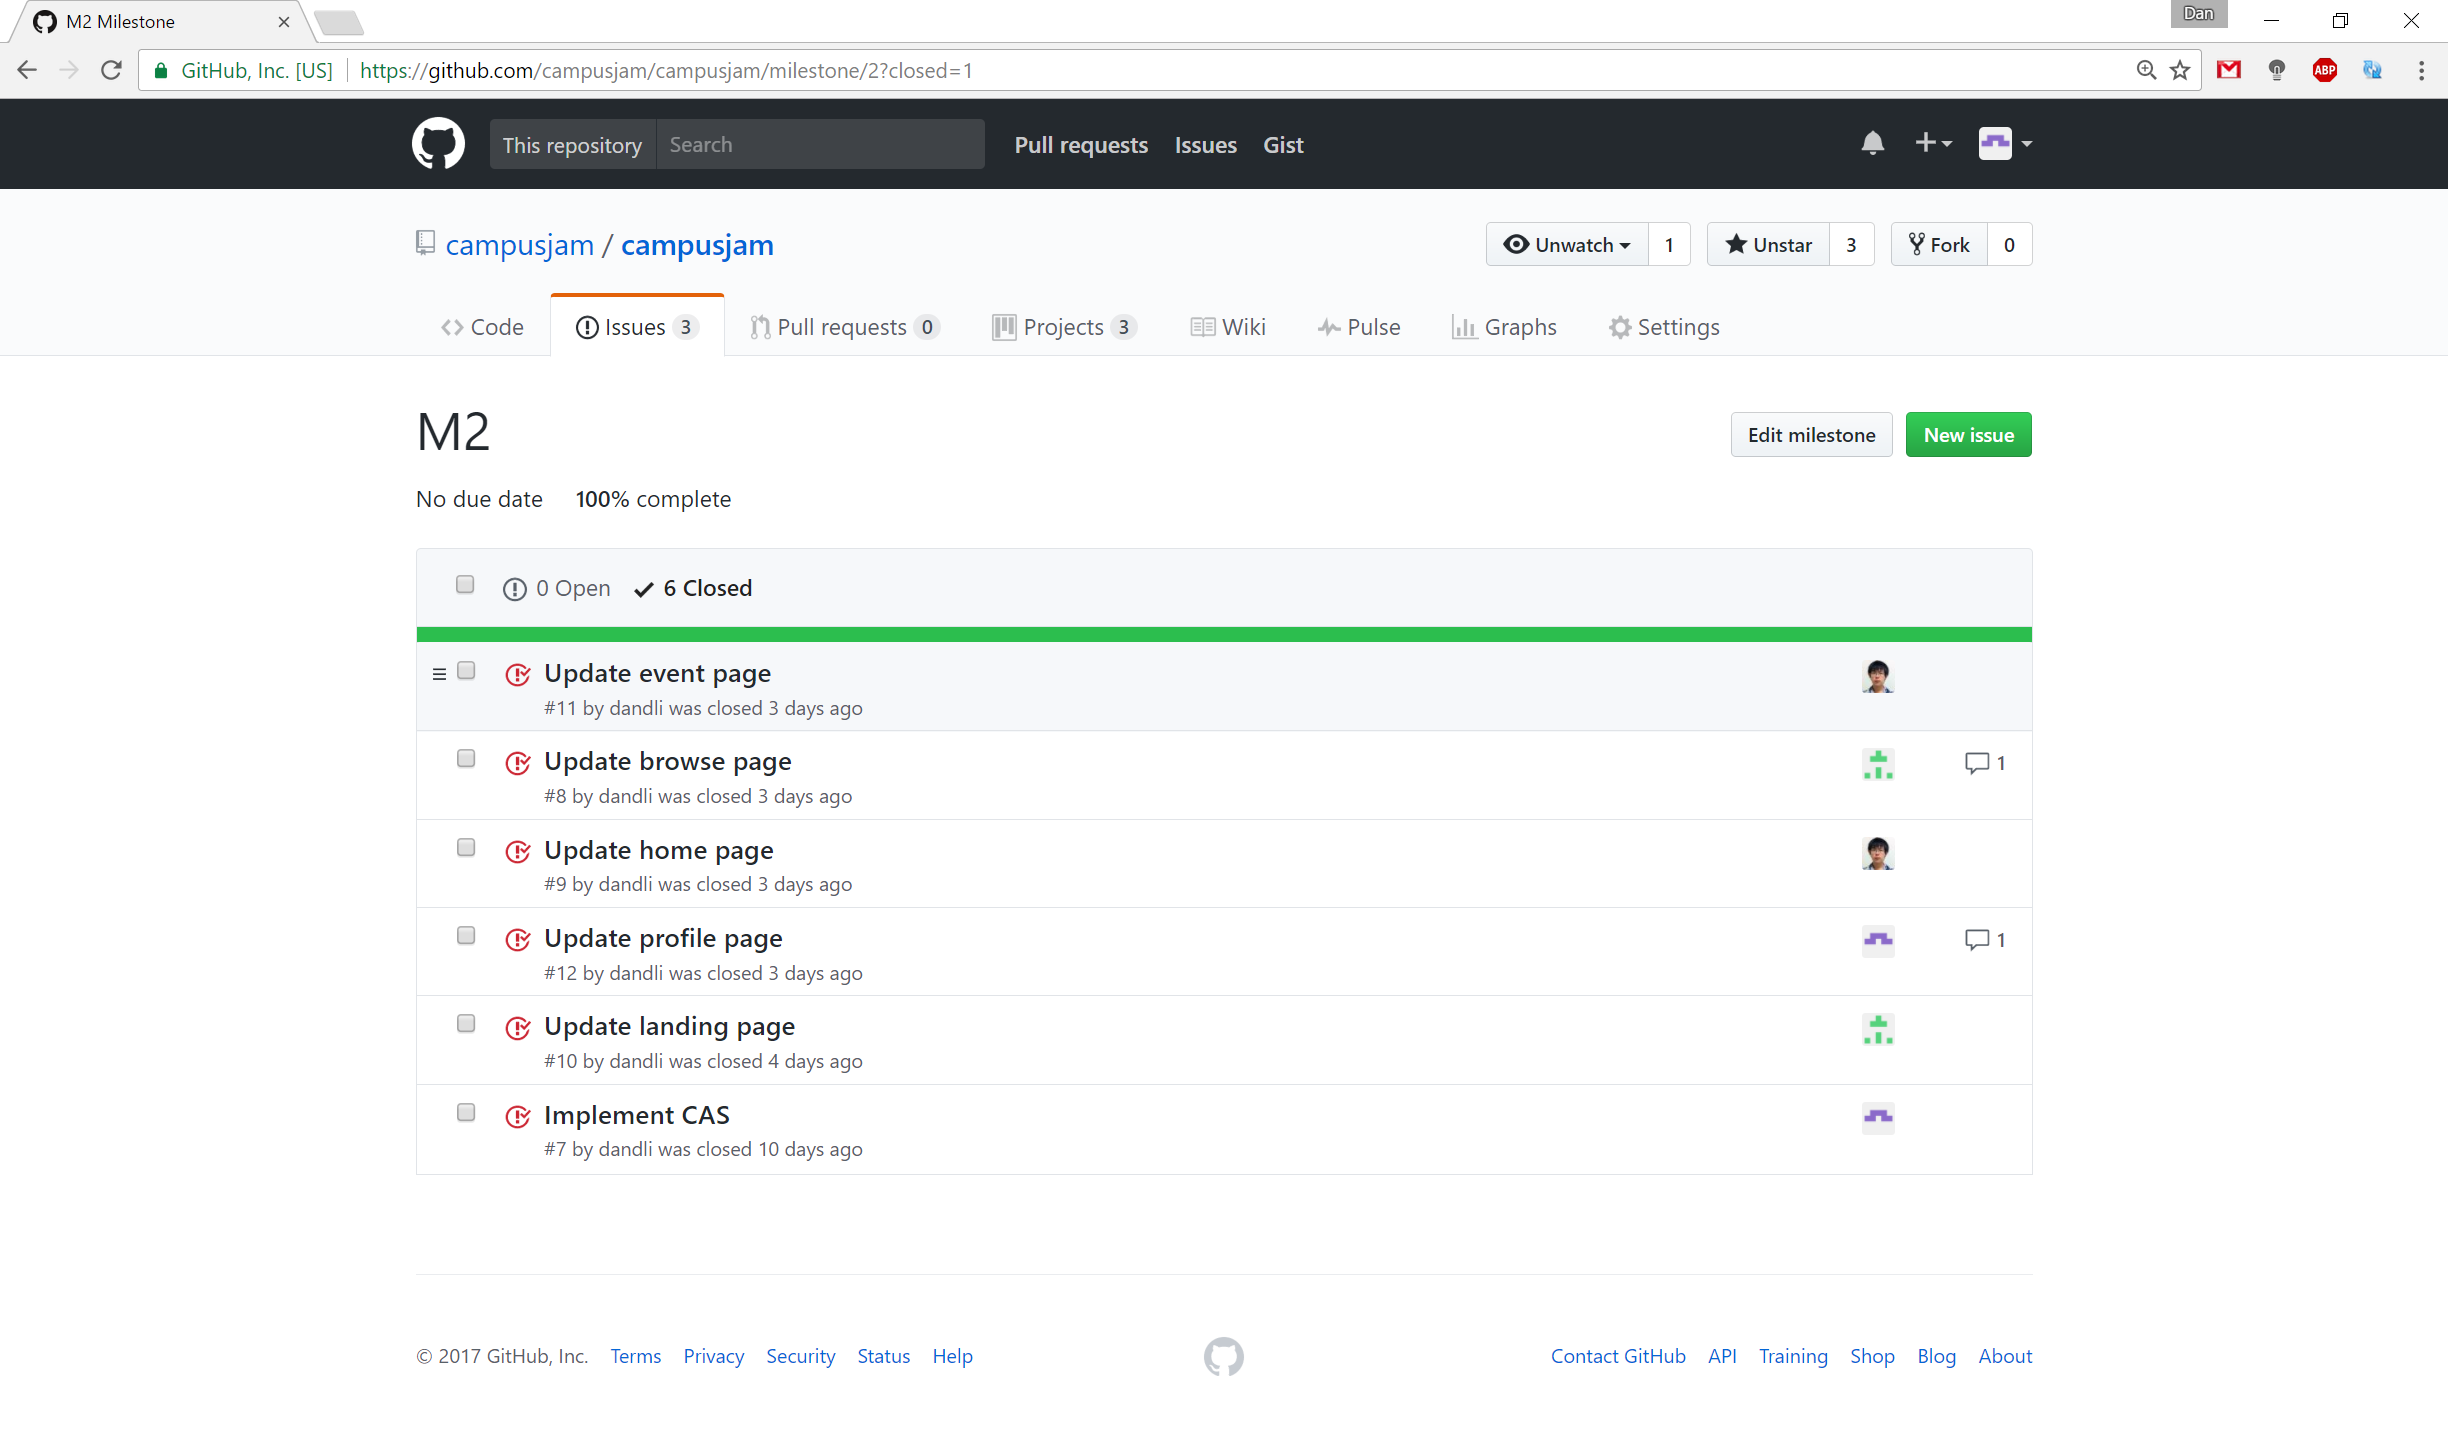 M2 Milestone
Dan
GitHub, Inc. [US] https://github.com/campusjam/campusjam/milestone/2?closed=1
ABP
This repository Search Pull requests Issues Gist
campusjam / campusjam
Unwatch 1 Unstar 3 Fork 0
Code Issues 3 Pull requests 0 Projects 3 Wiki Pulse Graphs Settings
M2
Edit milestone New issue
No due date 100% complete
0 Open 6 Closed
Update event page
#11 by dandli was closed 3 days ago
Update browse page
1
#8 by dandli was closed 3 days ago
Update home page
#9 by dandli was closed 3 days ago
Update profile page
1
#12 by dandli was closed 3 days ago
Update landing page
#10 by dandli was closed 4 days ago
Implement CAS
#7 by dandli was closed 10 days ago
© 2017 GitHub, Inc. Terms Privacy Security Status Help
Contact GitHub API Training Shop Blog About